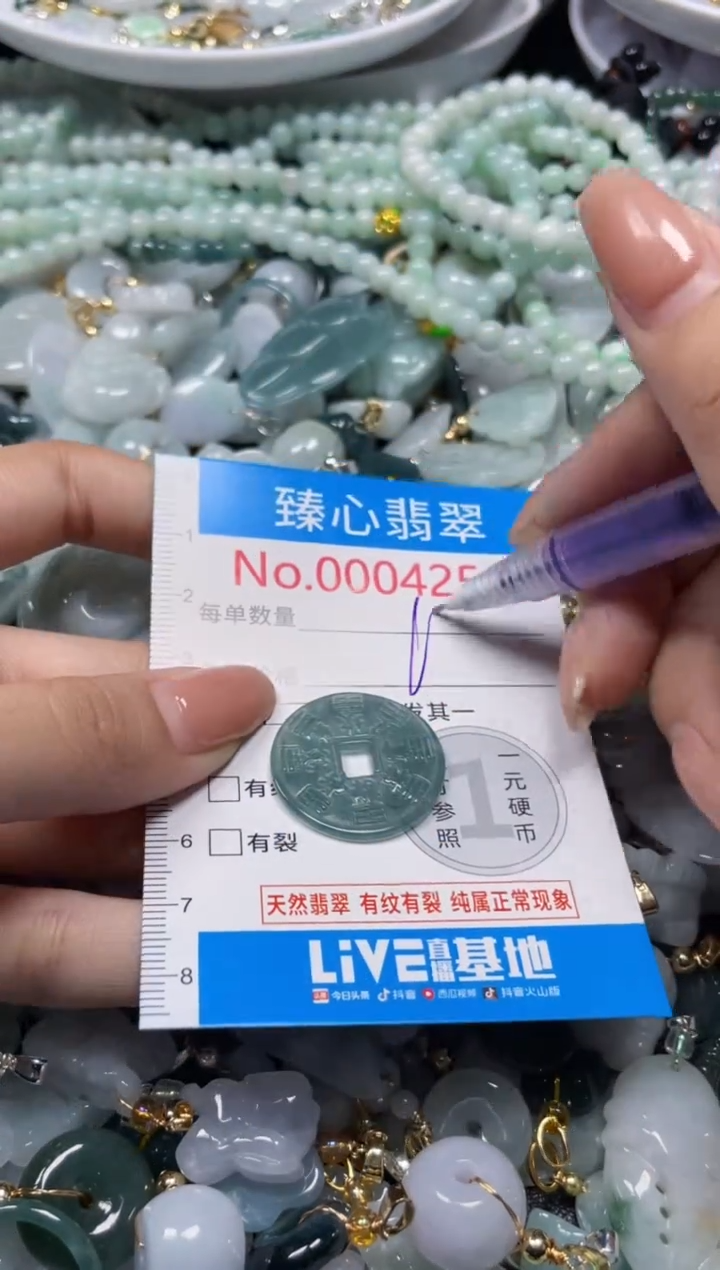 臻心翡翠
No.000425
每单数量
发其一
有
有裂
可参照
一元硬币
1
天然翡翠 有纹有裂 纯属正常现象
LiVE直播基地
今日头条 抖音 西瓜视频 抖音火山版
1
2
6
7
8